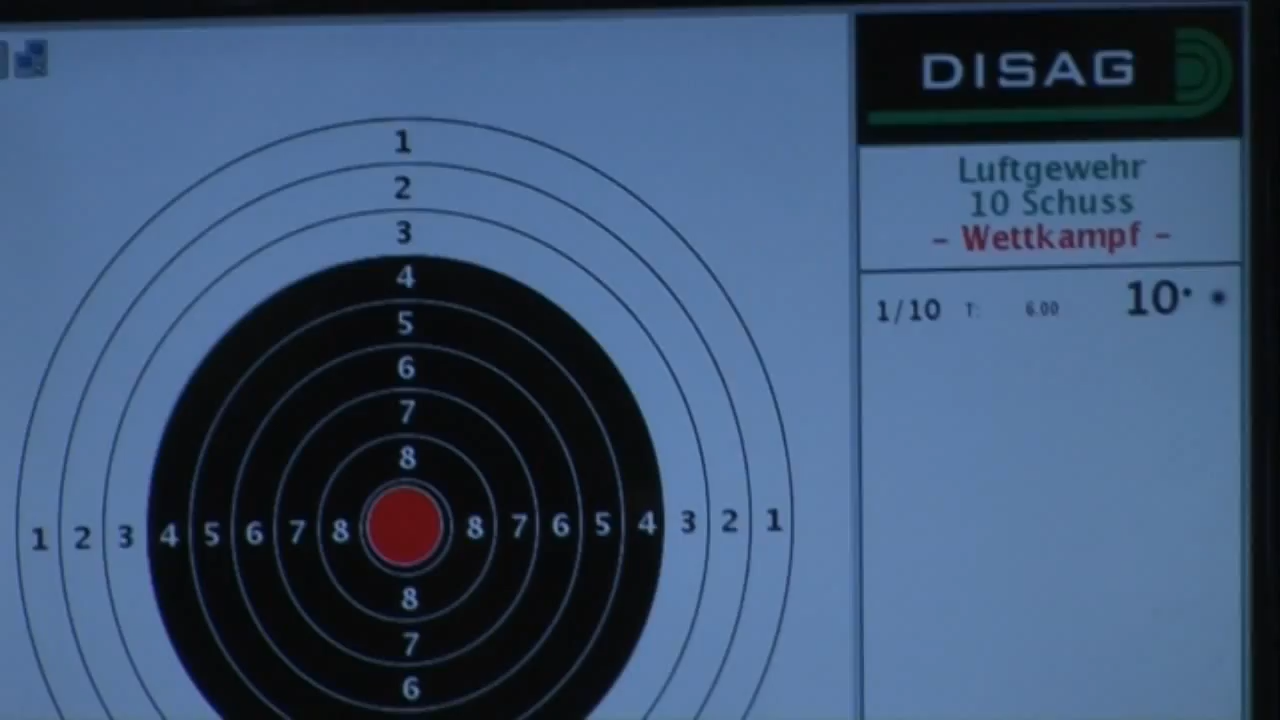 DISAG
Luftgewehr
10 Schuss
- Wettkampf -
1/10 T: 6.00 10•
1
2
3
4
5
6
7
8
1 2 3 4 5 6 7 8 8 7 6 5 4 3 2 1
8
7
6